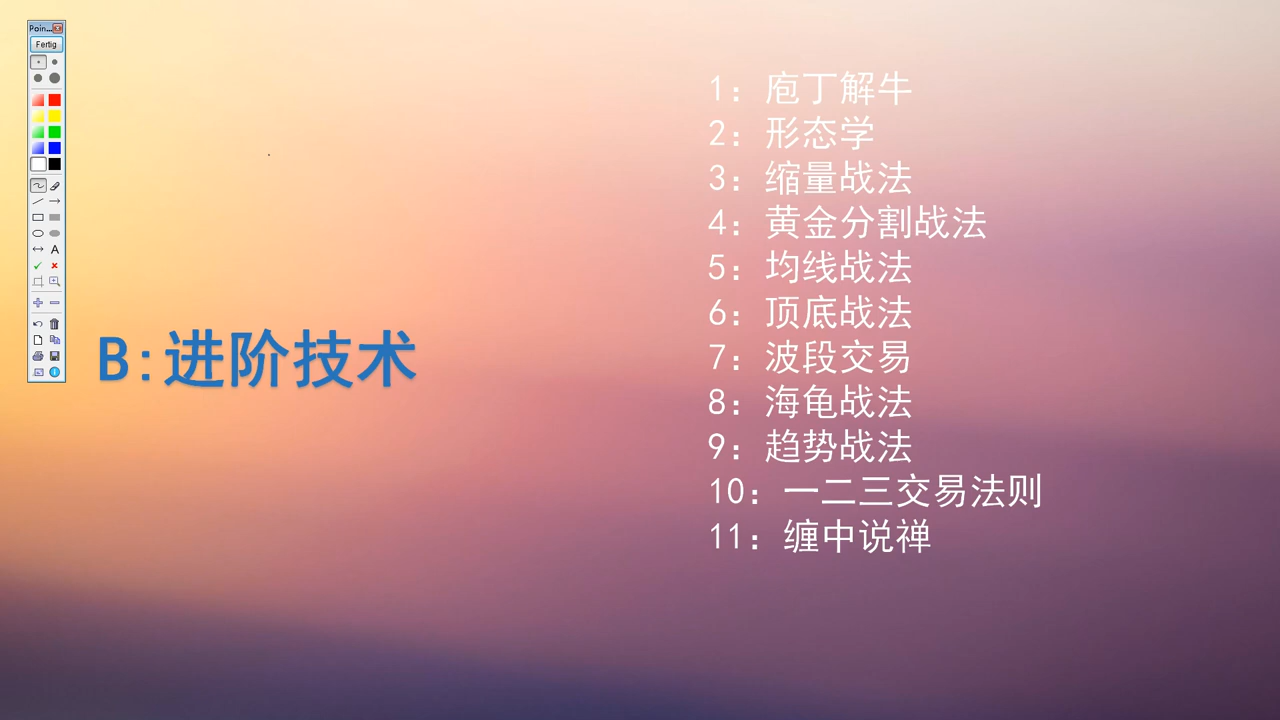 Poin...
Fertig
A
B:进阶技术
1：庖丁解牛
2：形态学
3：缩量战法
4：黄金分割战法
5：均线战法
6：顶底战法
7：波段交易
8：海龟战法
9：趋势战法
10：一二三交易法则
11：缠中说禅